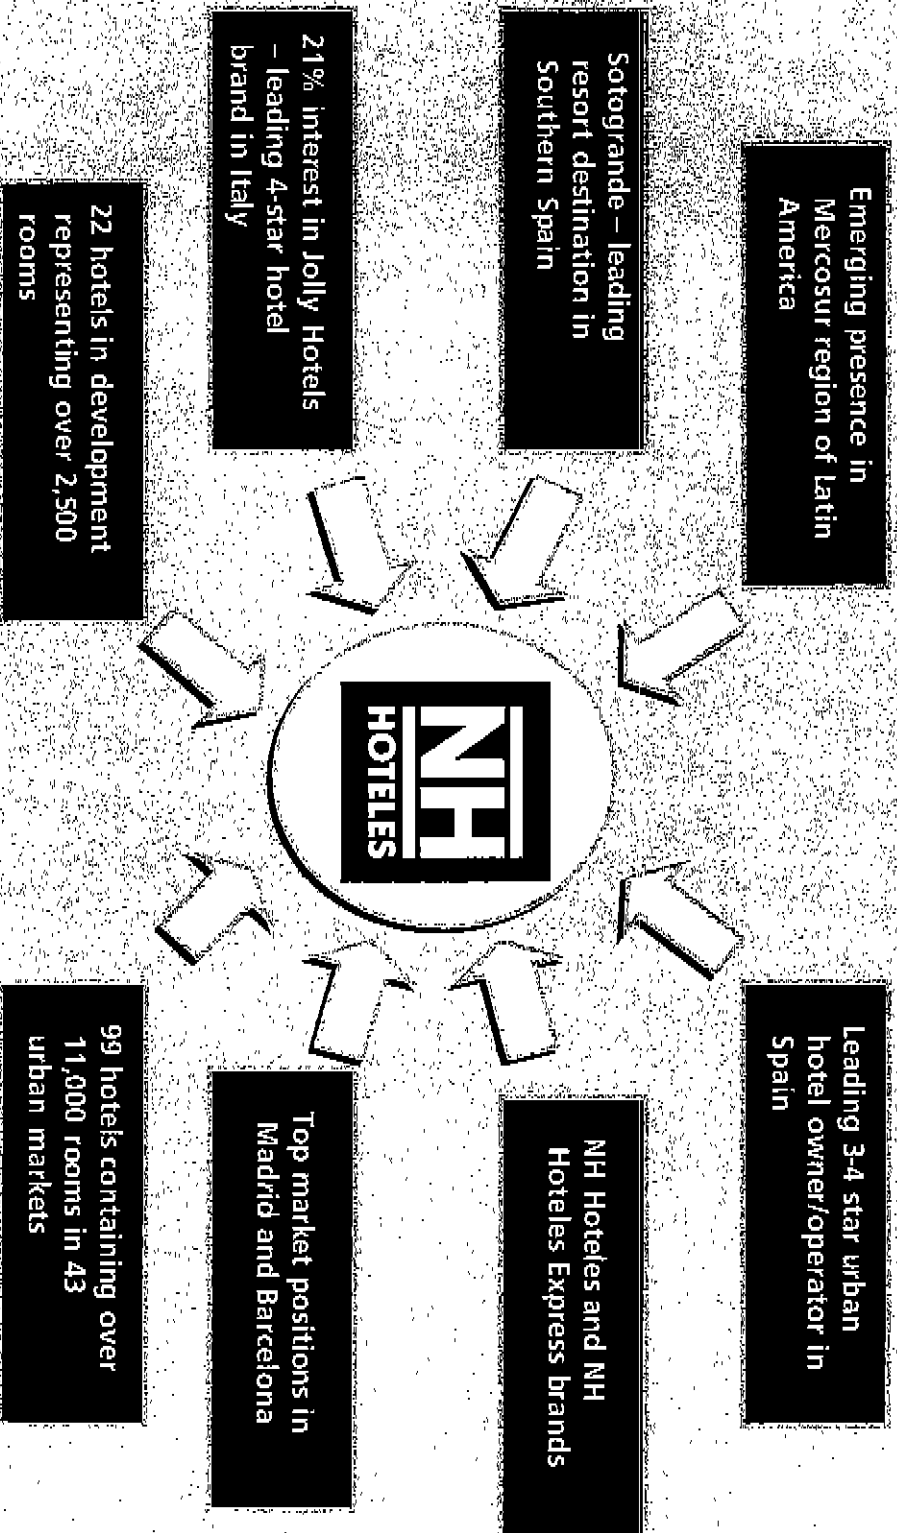 Emerging presence in
Mercosur region of Latin
America
Leading 3-4 star urban
hotel owner/operator in
Spain
Sotogrande – leading
resort destination in
Southern Spain
NH Hoteles and NH
Hoteles Express brands
NH
HOTELES
21% interest in Jolly Hotels
– leading 4-star hotel
brand in Italy
Top market positions in
Madrid and Barcelona
22 hotels in development
representing over 2,500
rooms
99 hotels containing over
11,000 rooms in 43
urban markets